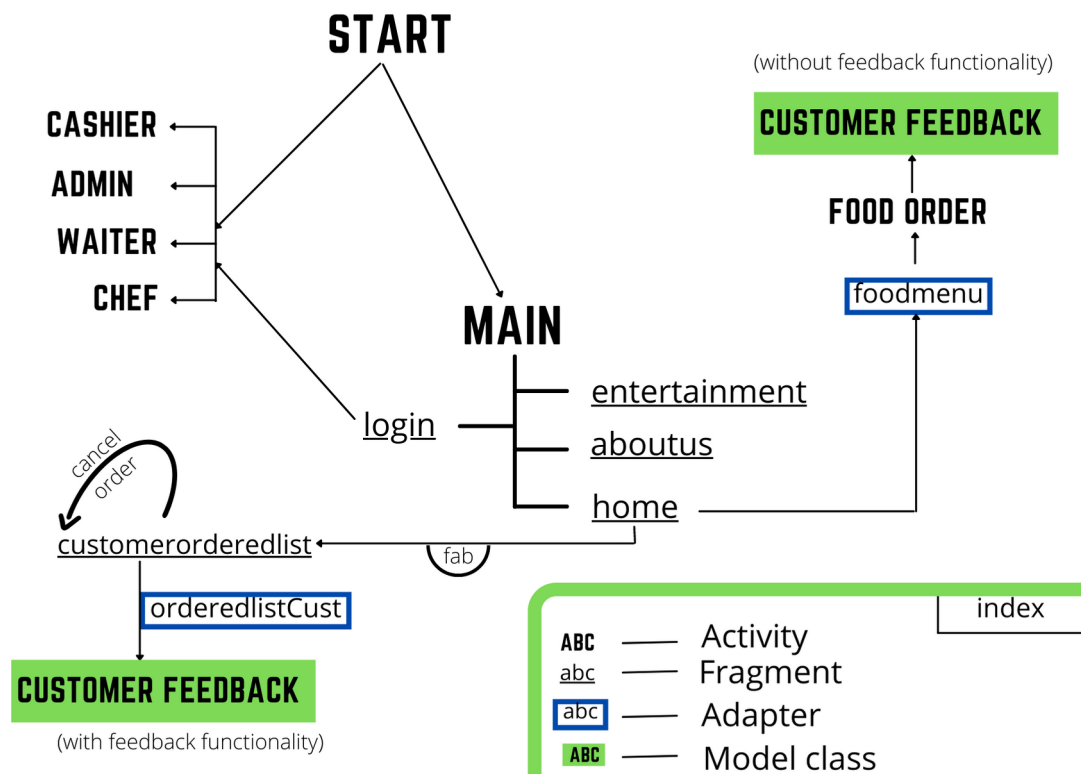 START
(without feedback functionality)
CUSTOMER FEEDBACK
CASHIER
ADMIN
WAITER
CHEF
FOOD ORDER
foodmenu
MAIN
entertainment
login
aboutus
home
cancel
order
customerorderedlist
fab
orderedlistCust
CUSTOMER FEEDBACK
(with feedback functionality)
index
ABC Activity
abc Fragment
abc Adapter
ABC Model class